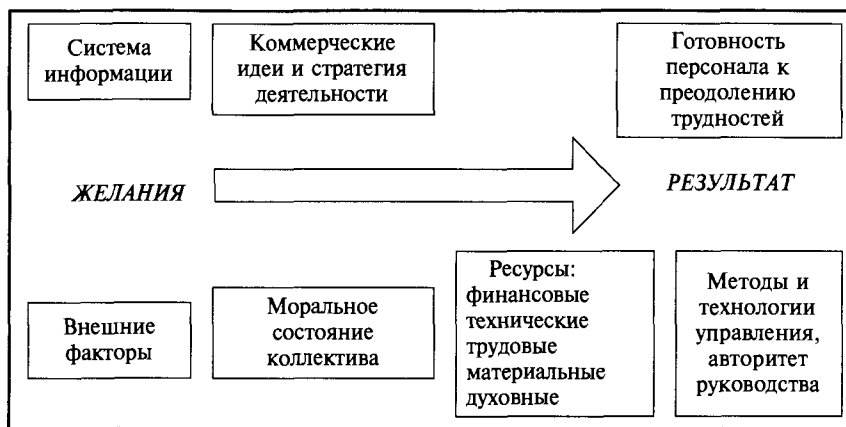 Система
информации
Коммерческие
идеи и стратегия
деятельности
Готовность
персонала к
преодолению
трудностей
ЖЕЛАНИЯ
РЕЗУЛЬТАТ
Внешние
факторы
Моральное
состояние
коллектива
Ресурсы:
финансовые
технические
трудовые
материальные
духовные
Методы и
технологии
управления,
авторитет
руководства